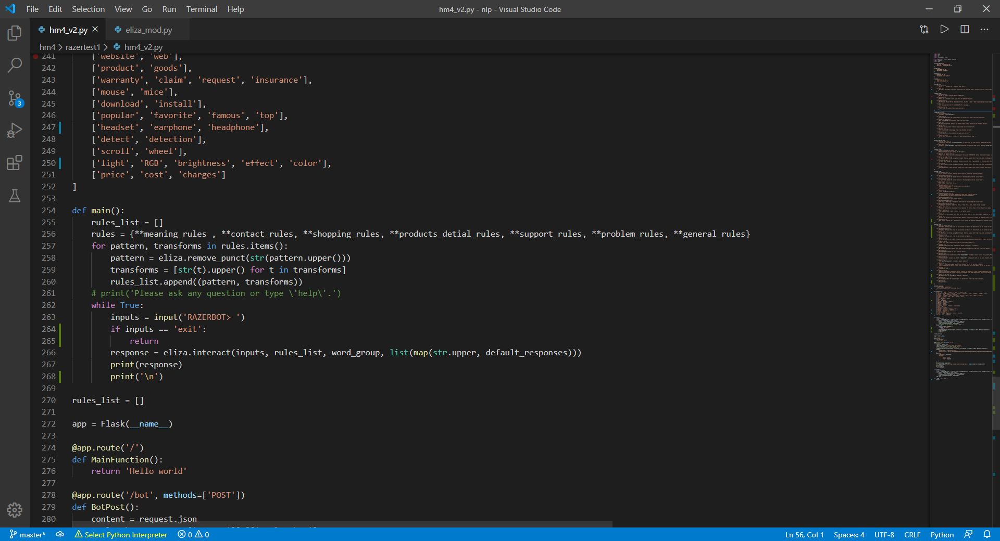 File Edit Selection View Go Run Terminal Help
hm4_v2.py - nlp - Visual Studio Code
hm4_v2.py
eliza_mod.py
hm4 > razertest1 > hm4_v2.py
241 ['website', 'web'],
242 ['product', 'goods'],
243 ['warranty', 'claim', 'request', 'insurance'],
244 ['mouse', 'mice'],
245 ['download', 'install'],
246 ['popular', 'favorite', 'famous', 'top'],
247 ['headset', 'earphone', 'headphone'],
248 ['detect', 'detection'],
249 ['scroll', 'wheel'],
250 ['light', 'RGB', 'brightness', 'effect', 'color'],
251 ['price', 'cost', 'charges']
252 ]
253
254 def main():
255 rules_list = []
256 rules = {**meaning_rules , **contact_rules, **shopping_rules, **products_detial_rules, **support_rules, **problem_rules, **general_rules}
257 for pattern, transforms in rules.items():
258 pattern = eliza.remove_punct(str(pattern.upper()))
259 transforms = [str(t).upper() for t in transforms]
260 rules_list.append((pattern, transforms))
261 # print('Please ask any question or type \'help\'.')
262 while True:
263 inputs = input('RAZERBOT> ')
264 if inputs == 'exit':
265 return
266 response = eliza.interact(inputs, rules_list, word_group, list(map(str.upper, default_responses)))
267 print(response)
268 print('\n')
269
270 rules_list = []
271
272 app = Flask(__name__)
273
274 @app.route('/')
275 def MainFunction():
276 return 'Hello world'
277
278 @app.route('/bot', methods=['POST'])
279 def BotPost():
280 content = request.json
3
master* Select Python Interpreter 0 0
Ln 56, Col 1 Spaces: 4 UTF-8 CRLF Python